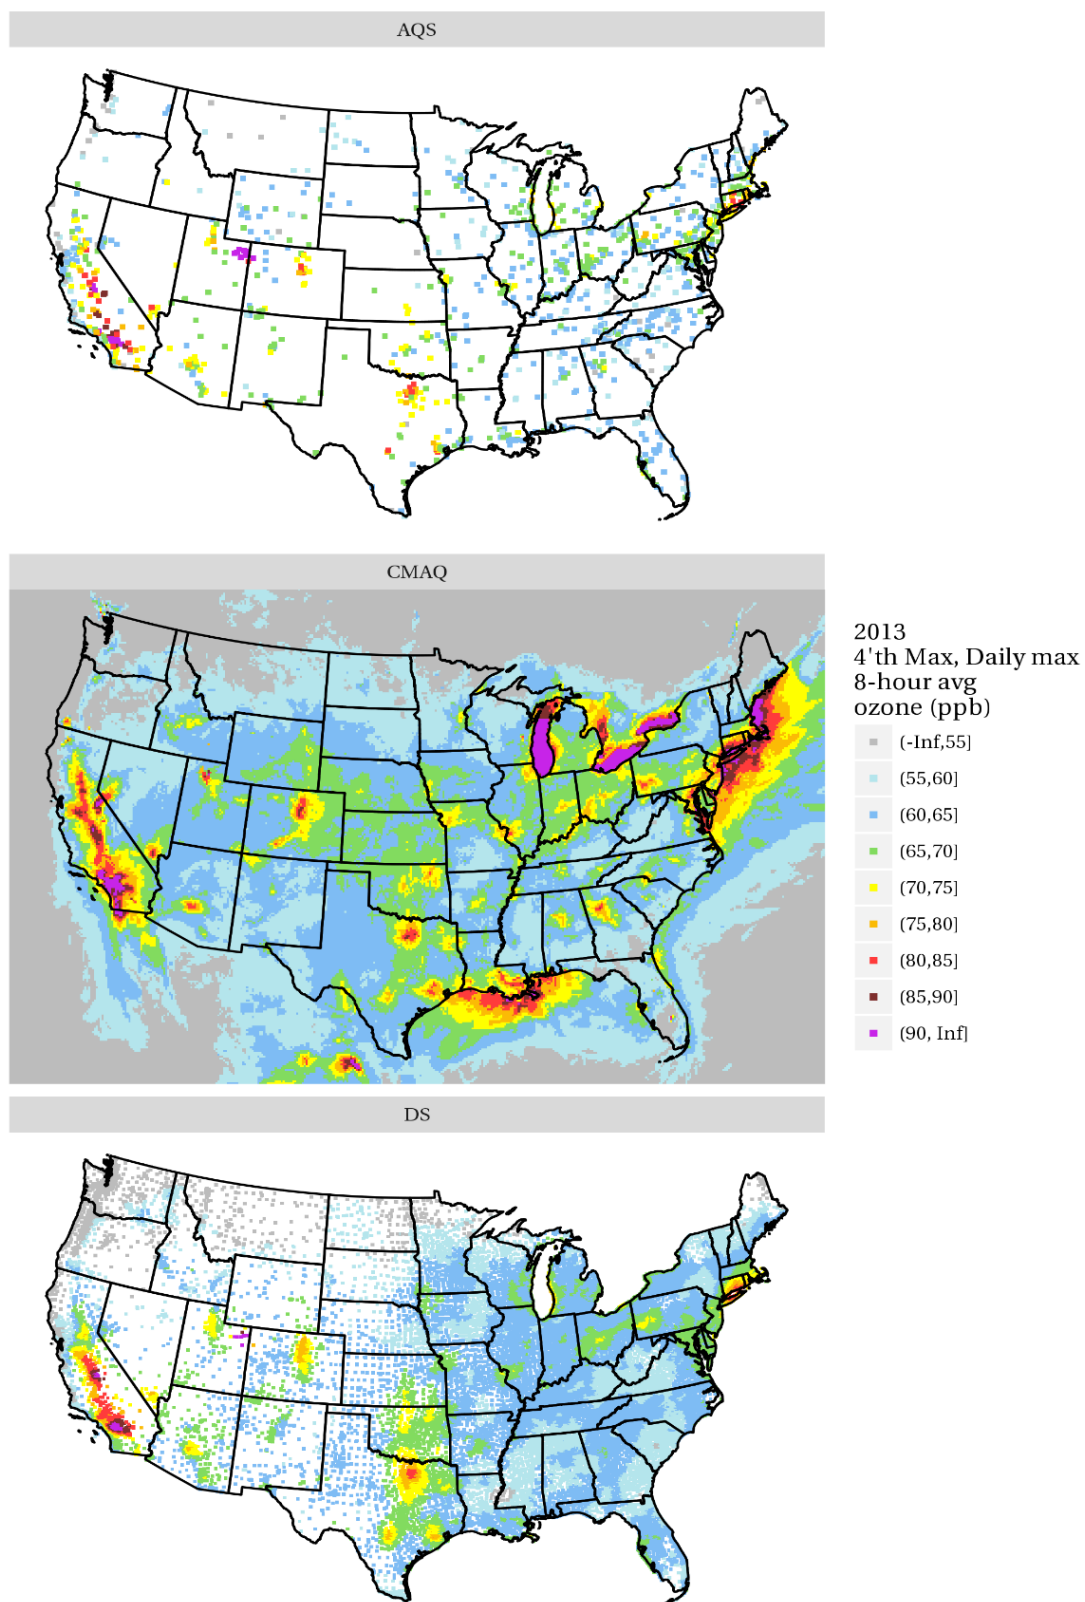 AQS
CMAQ
2013
4'th Max, Daily max
8-hour avg
ozone (ppb)
(-Inf,55]
(55,60]
(60,65]
(65,70]
(70,75]
(75,80]
(80,85]
(85,90]
(90, Inf]
DS